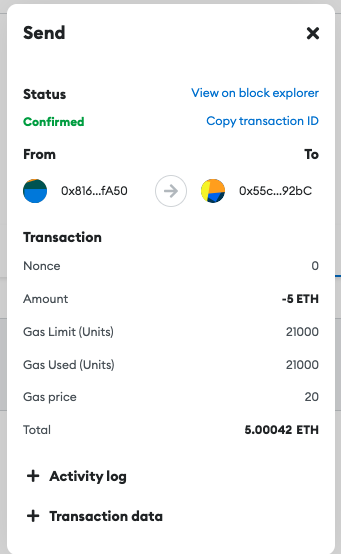 Send
Status
View on block explorer
Confirmed
Copy transaction ID
From
To
0x816...fA50
0x55c...92bC
Transaction
Nonce
0
Amount
-5 ETH
Gas Limit (Units)
21000
Gas Used (Units)
21000
Gas price
20
Total
5.00042 ETH
+ Activity log
+ Transaction data